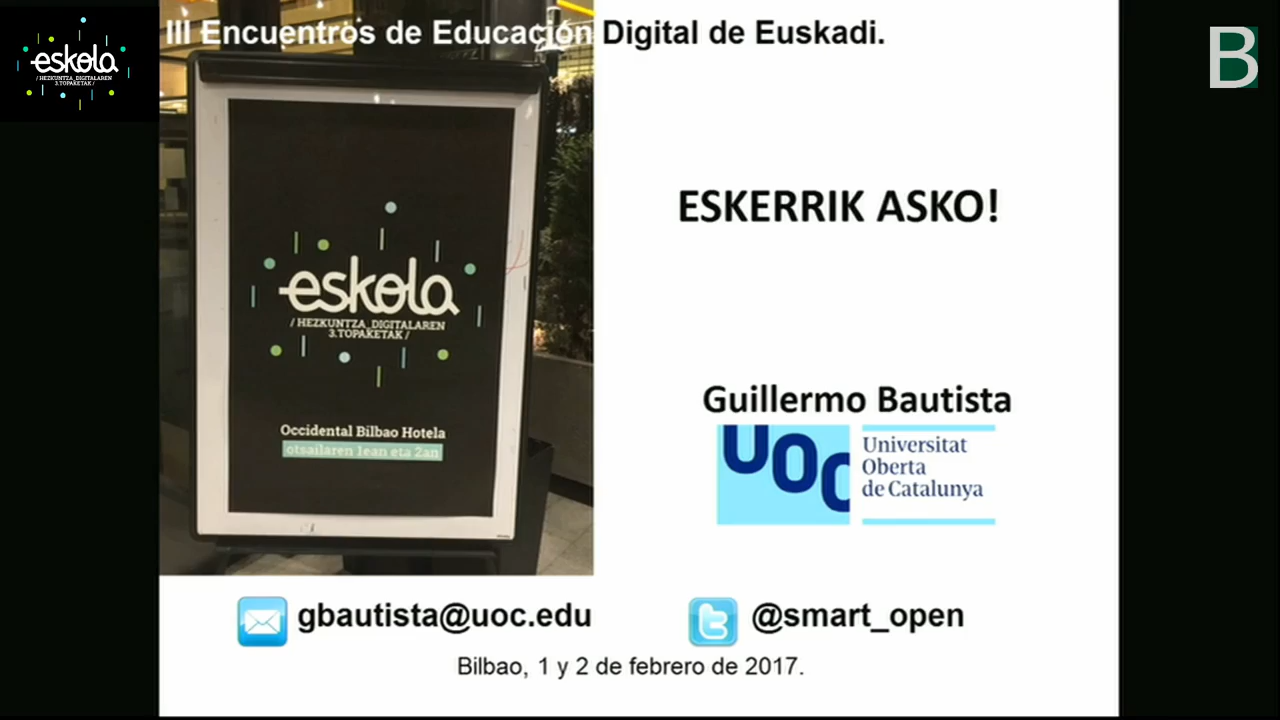 III Encuentros de Educación Digital de Euskadi.
eskola
/ HEZKUNTZA_DIGITALAREN
3.TOPAKETAK /
B
ESKERRIK ASKO!
eskola
/ HEZKUNTZA_DIGITALAREN
3.TOPAKETAK /
Occidental Bilbao Hotela
otsailaren 1ean eta 2an
Guillermo Bautista
UOC
Universitat
Oberta
de Catalunya
gbautista@uoc.edu
@smart_open
Bilbao, 1 y 2 de febrero de 2017.